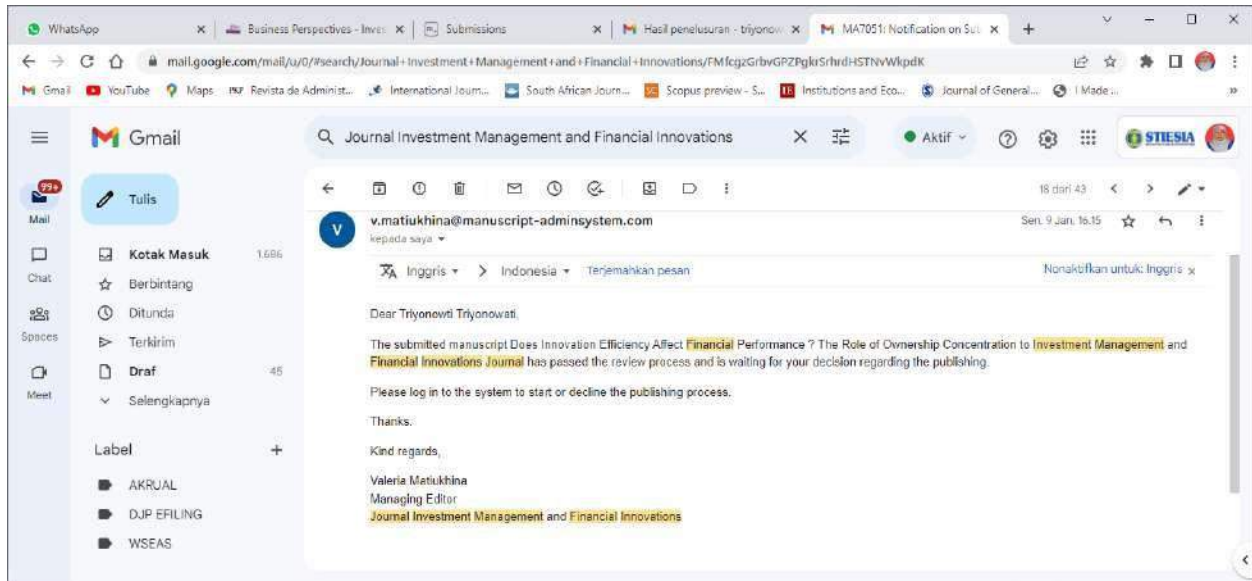 WhatsApp
Business Perspectives - Inves
Submissions
Hasil penelusuran - triyonow
MA7051: Notification on Sub
mail.google.com/mail/u/0/#search/Journal+Investment+Management+and+Financial+Innovations/
Gmail
YouTube
Maps
Revista de Administ...
International Journ...
South African Journ...
Scopus preview - S...
Institutions and Eco...
Journal of General...
I Made ...
Gmail
Journal Investment Management and Financial Innovations
Aktif
STIESIA
99+
Mail
Chat
Spaces
Meet
Tulis
Kotak Masuk 1.686
Berbintang
Ditunda
Terkirim
Draf 45
Selengkapnya
Label
AKRUAL
DJP EFILING
WSEAS
18 dari 43
V
v.matiukhina@manuscript-adminsystem.com
Sen, 9 Jan, 16.15
kepada saya
Inggris > Indonesia Terjemahkan pesan
Nonaktifkan untuk: Inggris x
Dear Triyonowti Triyonowati,
The submitted manuscript Does Innovation Efficiency Affect Financial Performance ? The Role of Ownership Concentration to Investment Management and
Financial Innovations Journal has passed the review process and is waiting for your decision regarding the publishing.
Please log in to the system to start or decline the publishing process.
Thanks.
Kind regards,
Valeria Matiukhina
Managing Editor
Journal Investment Management and Financial Innovations